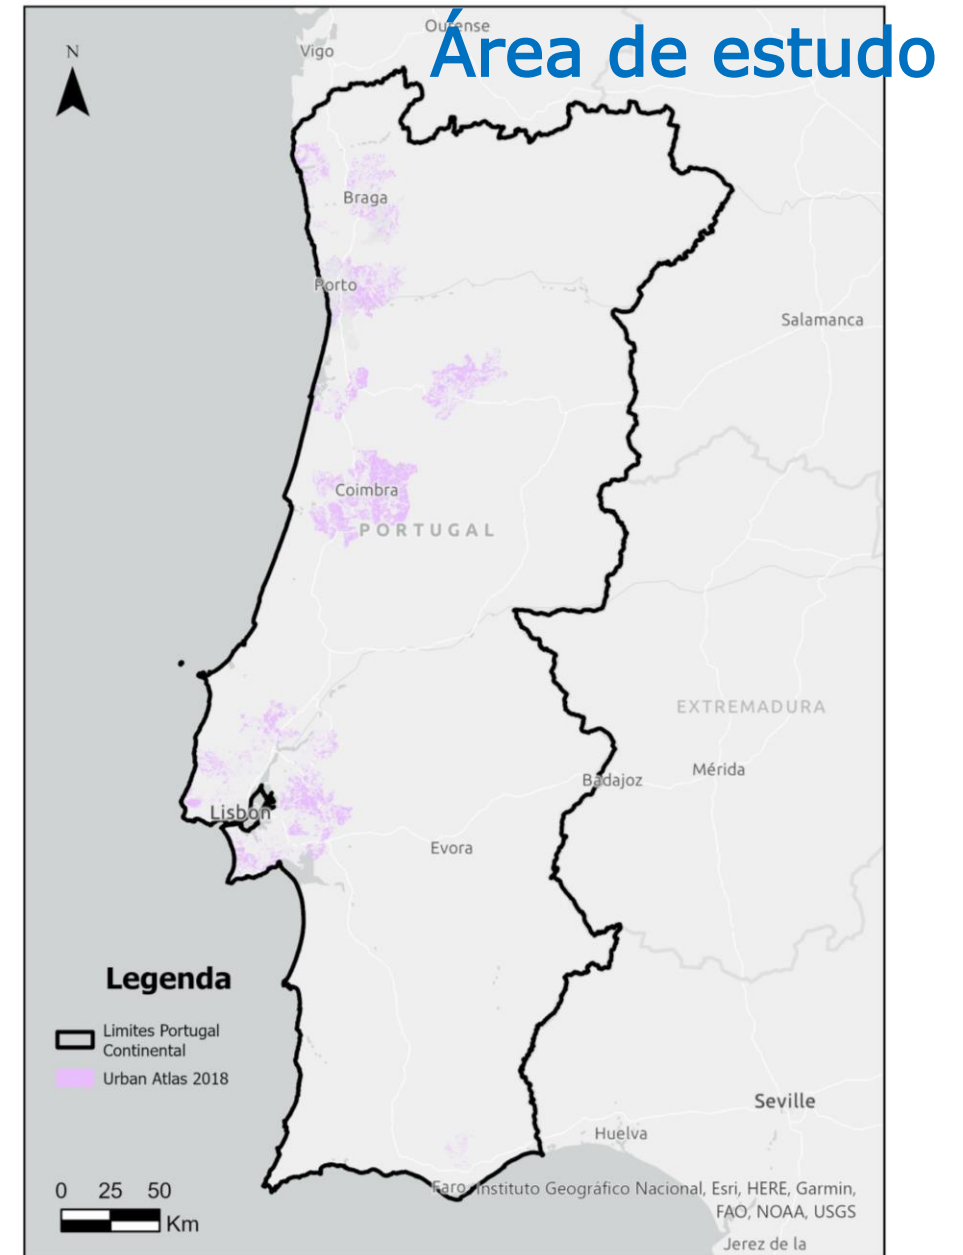 Área de estudo
Ourense
Vigo
N
Braga
Porto
Salamanca
Coimbra
PORTUGAL
EXTREMADURA
Mérida
Badajoz
Lisbon
Evora
Legenda
Limites Portugal
Continental
Urban Atlas 2018
Seville
Huelva
0 25 50
Km
Faro
Instituto Geográfico Nacional, Esri, HERE, Garmin,
FAO, NOAA, USGS
Jerez de la